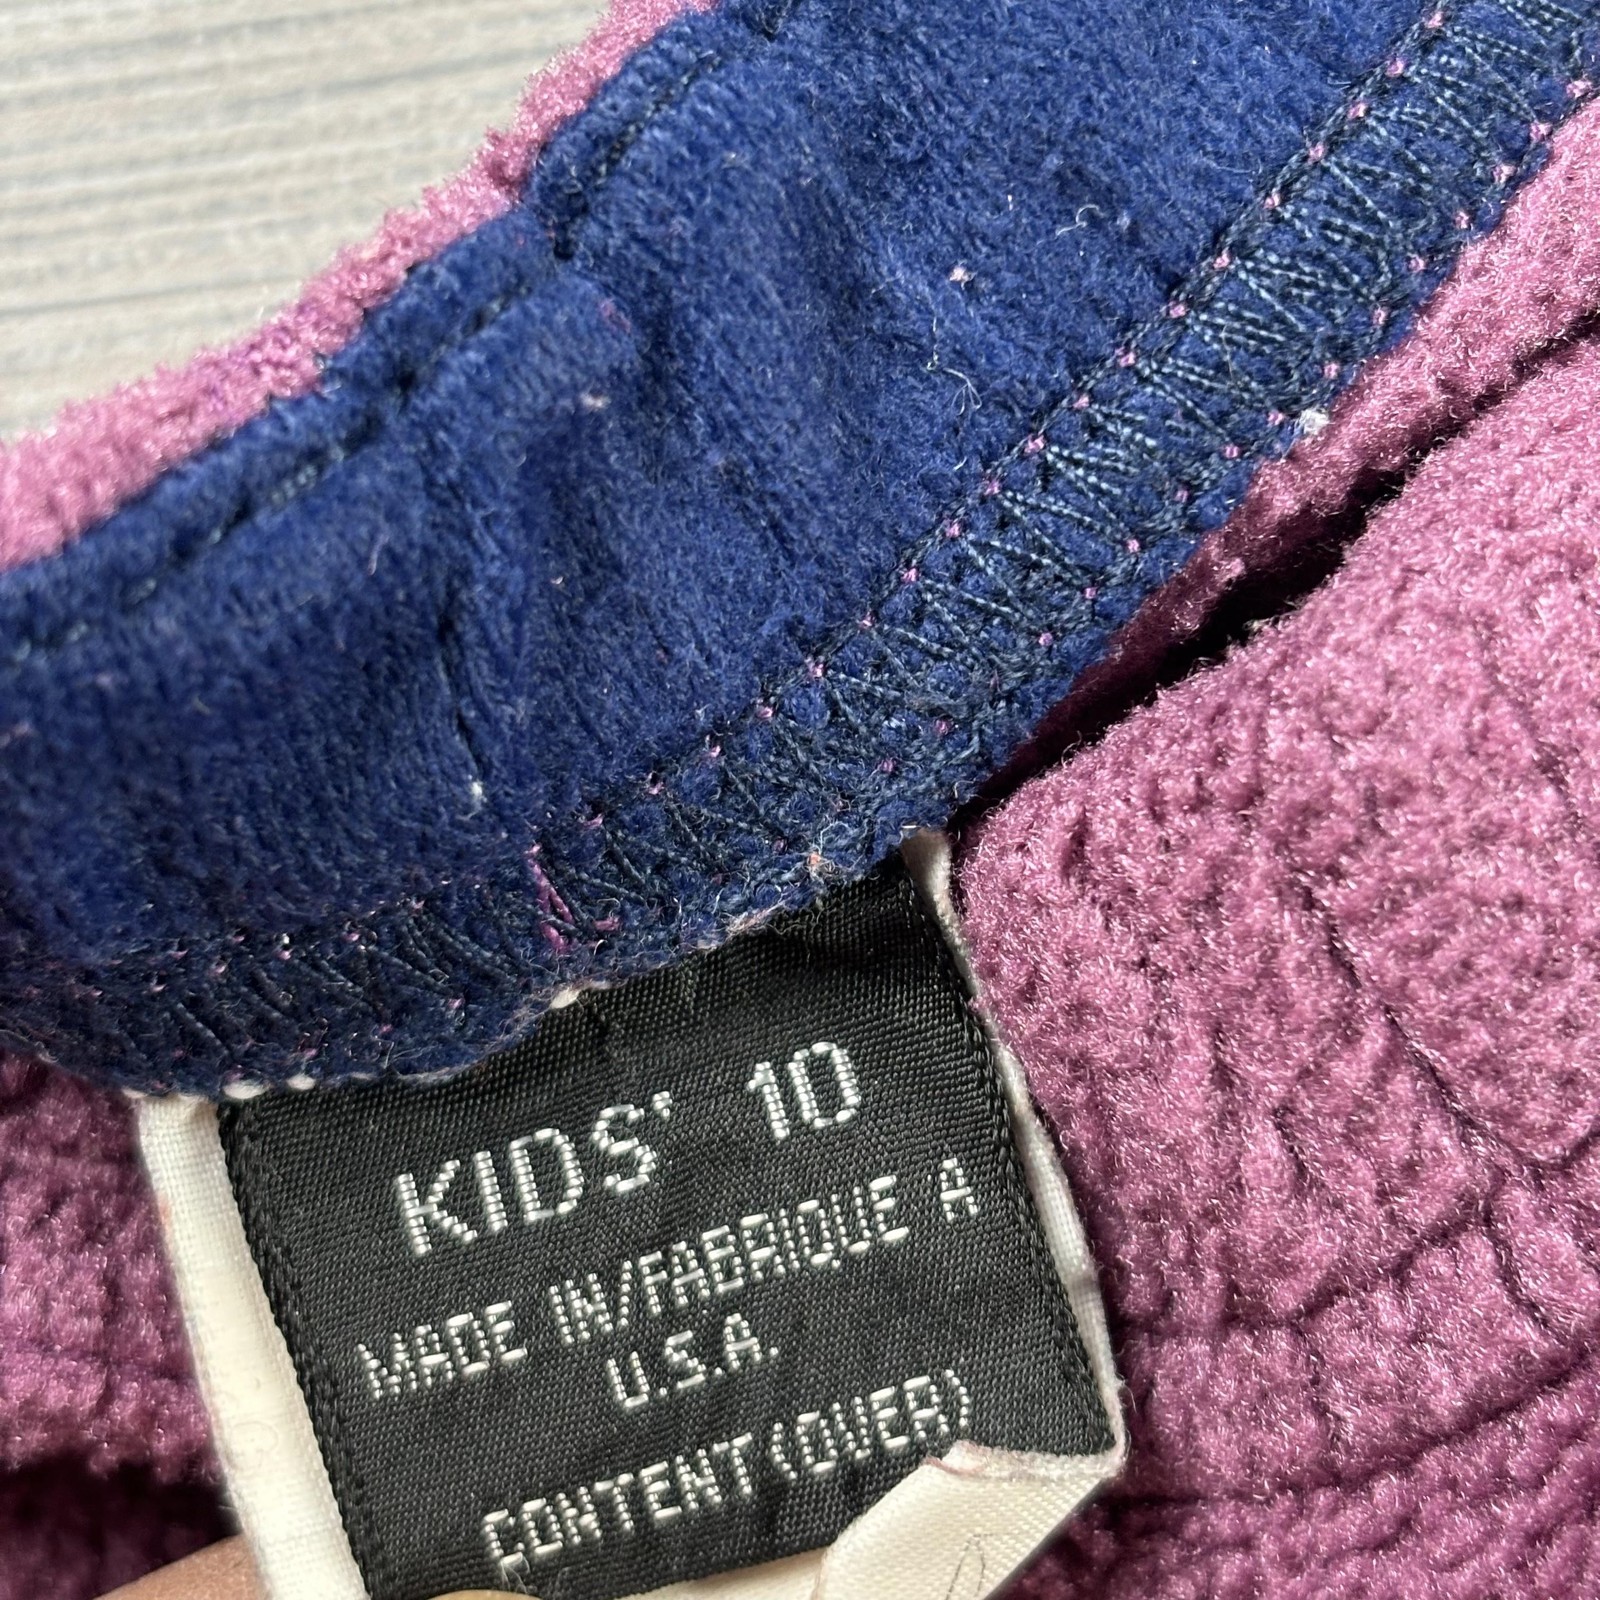 KIDS' 10
MADE IN/FABRIQUE A
U.S.A.
CONTENT (OVER)